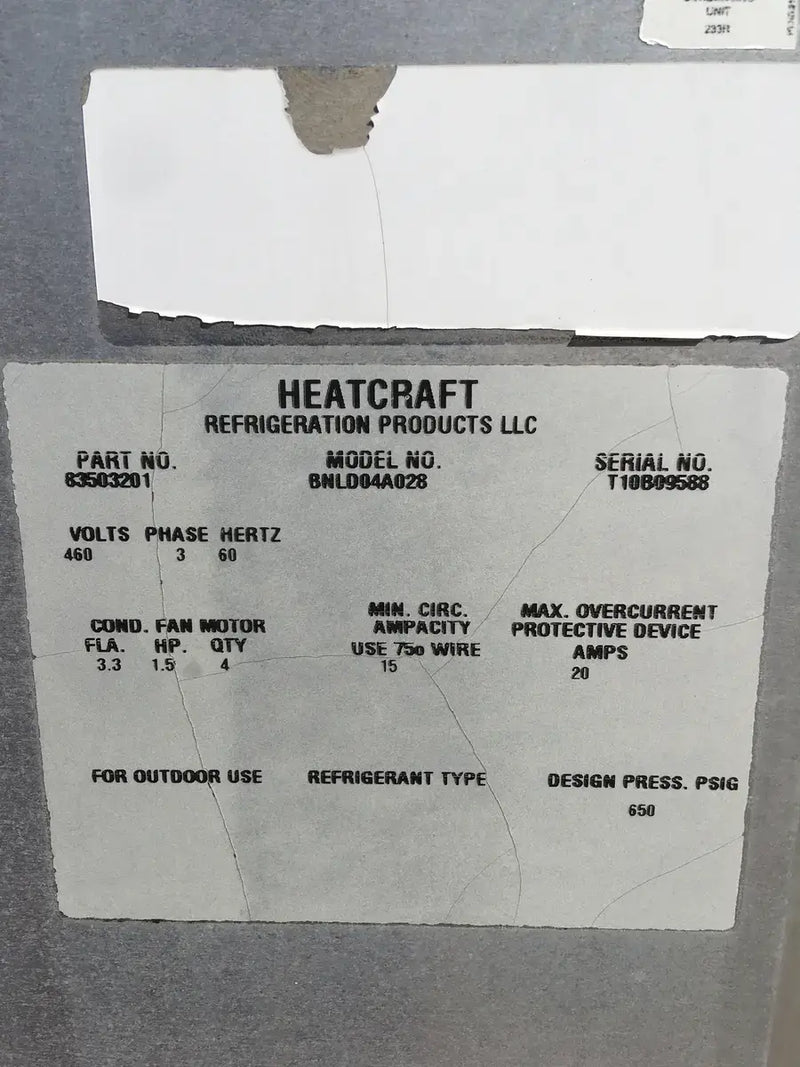 UNIT
233R
HEATCRAFT
REFRIGERATION PRODUCTS LLC
PART NO. MODEL NO. SERIAL NO.
83503201 BNLD04A028 T10B09588
VOLTS PHASE HERTZ
460 3 60
COND. FAN MOTOR MIN. CIRC. AMPACITY MAX. OVERCURRENT PROTECTIVE DEVICE
FLA. HP. QTY USE 75o WIRE AMPS
3.3 1.5 4 15 20
FOR OUTDOOR USE REFRIGERANT TYPE DESIGN PRESS. PSIG
650